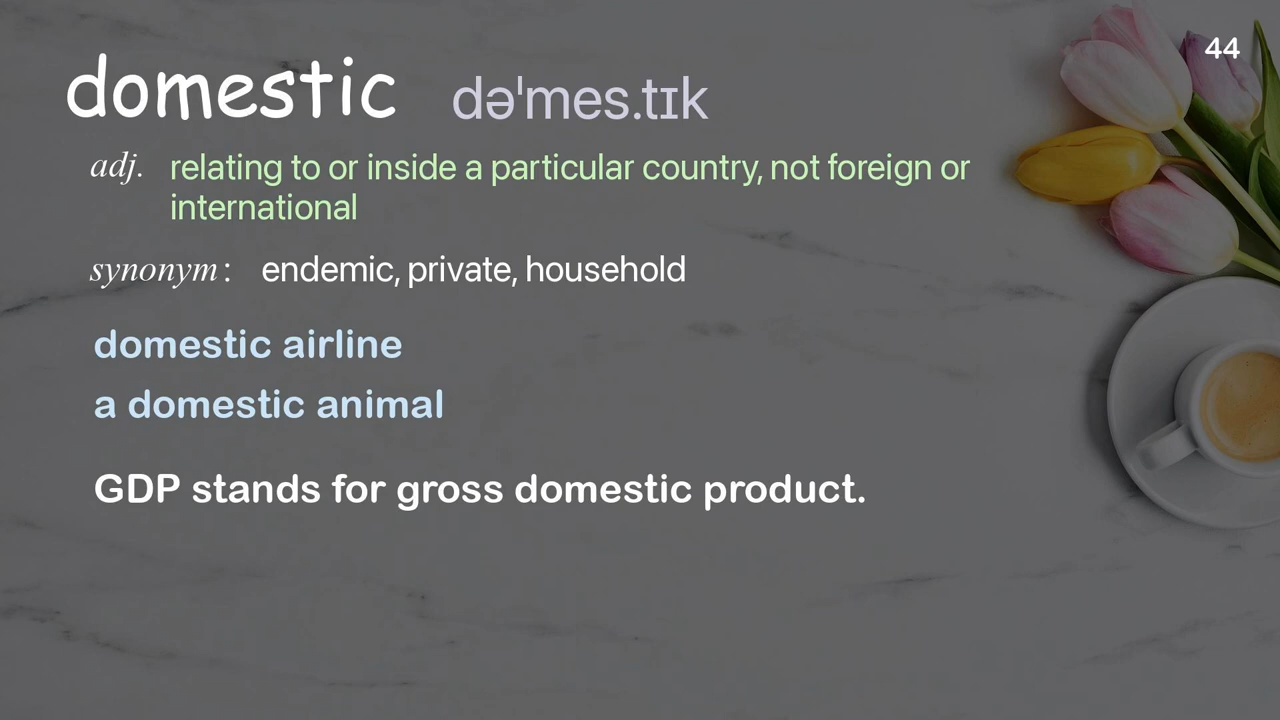 44
domestic dəˈmes.tɪk
adj. relating to or inside a particular country, not foreign or
international
synonym: endemic, private, household
domestic airline
a domestic animal
GDP stands for gross domestic product.